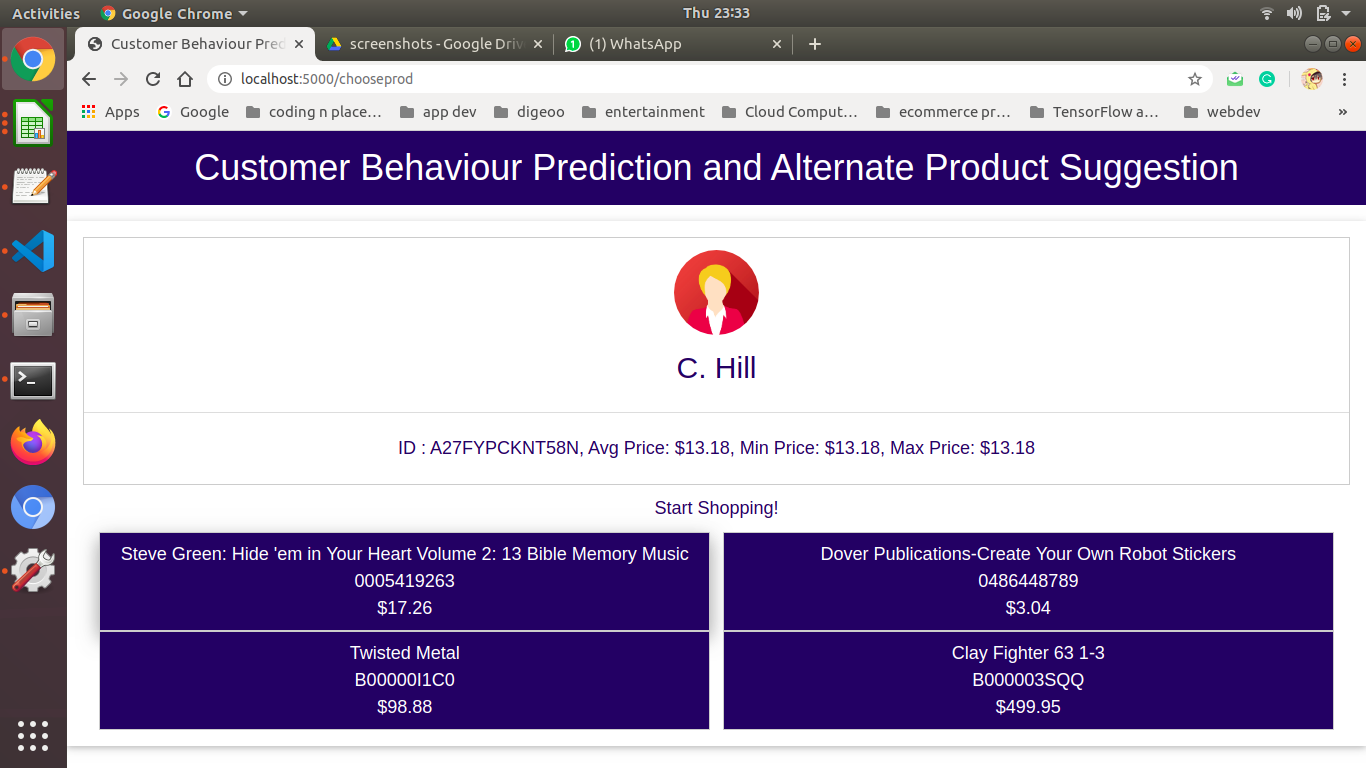 Activities
Google Chrome
Thu 23:33
Customer Behaviour Pred
screenshots - Google Driv
(1) WhatsApp
localhost:5000/chooseprod
Apps
Google
coding n place…
app dev
digeoo
entertainment
Cloud Comput…
ecommerce pr…
TensorFlow a…
webdev
»
Customer Behaviour Prediction and Alternate Product Suggestion
C. Hill
ID : A27FYPCKNT58N, Avg Price: $13.18, Min Price: $13.18, Max Price: $13.18
Start Shopping!
Steve Green: Hide 'em in Your Heart Volume 2: 13 Bible Memory Music
0005419263
$17.26
Dover Publications-Create Your Own Robot Stickers
0486448789
$3.04
Twisted Metal
B00000I1C0
$98.88
Clay Fighter 63 1-3
B000003SQQ
$499.95